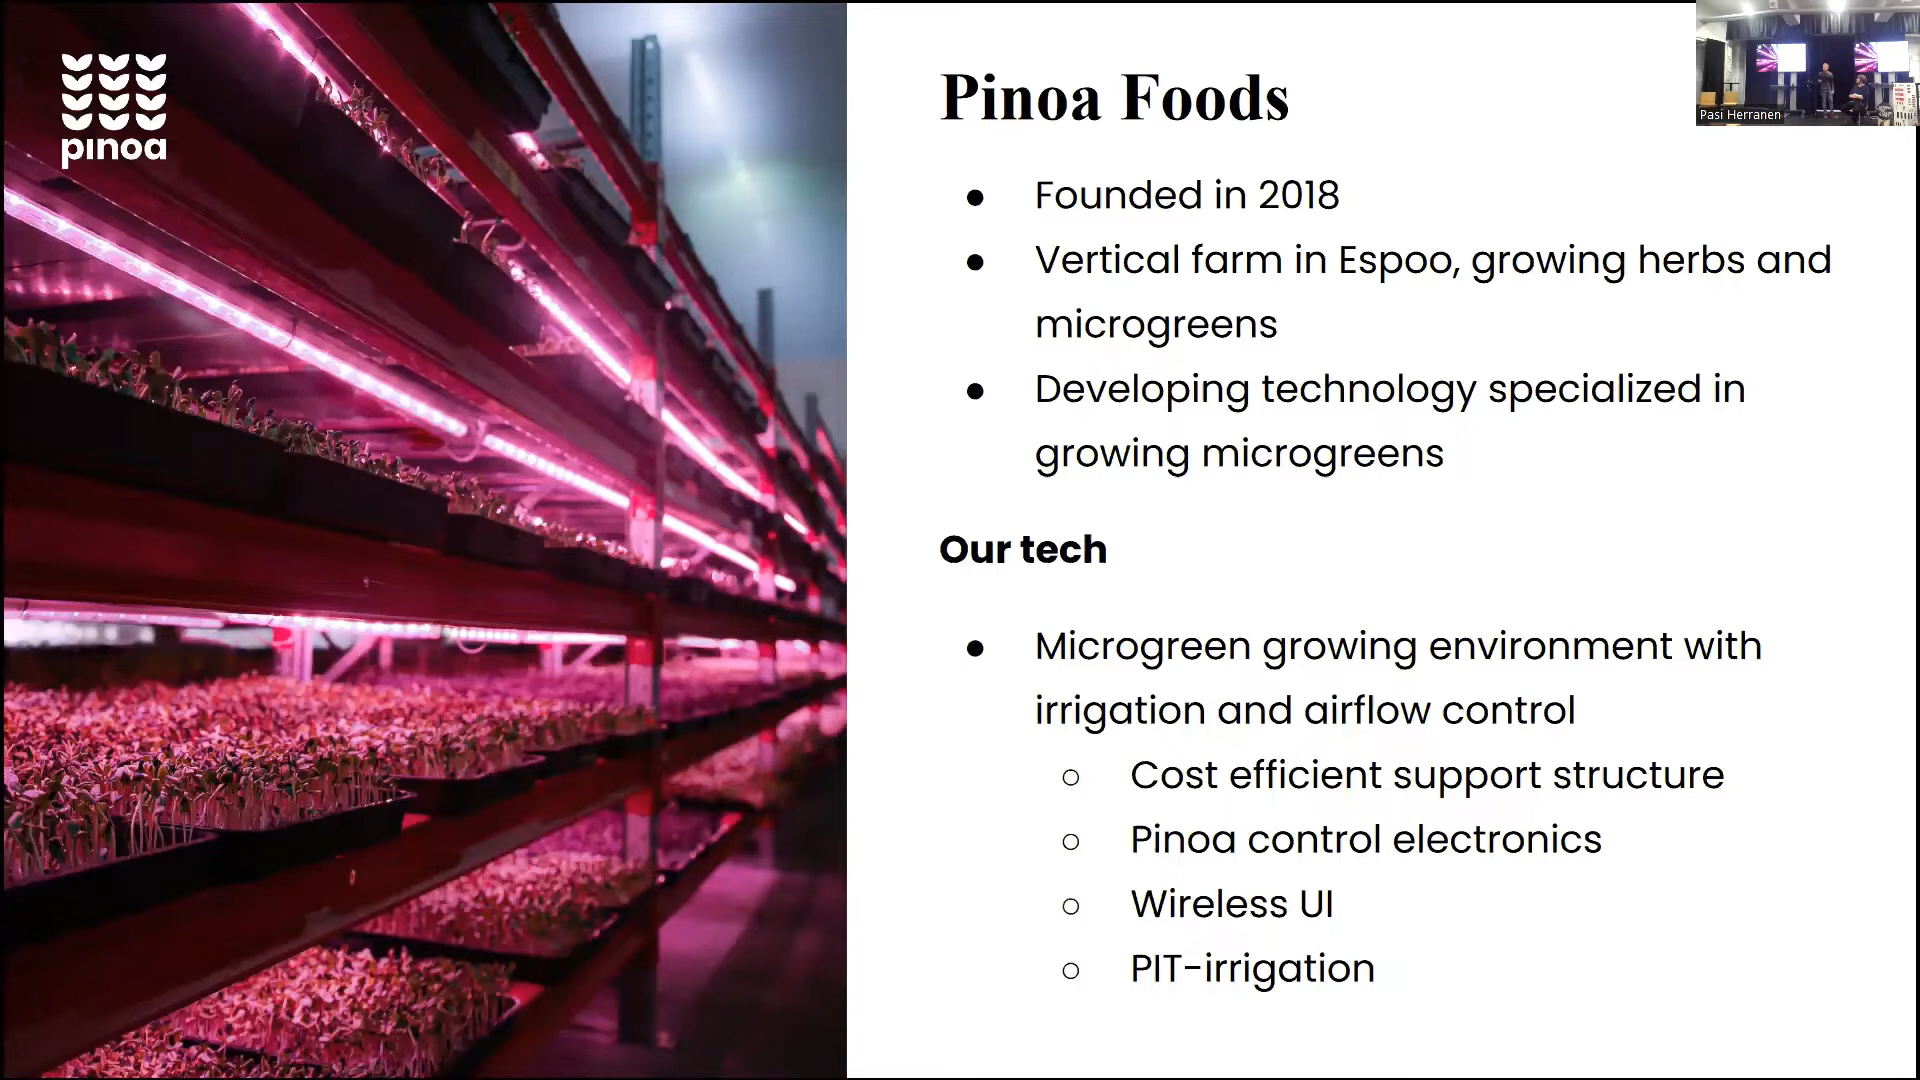 pinoa
Pinoa Foods
● Founded in 2018
● Vertical farm in Espoo, growing herbs and
microgreens
● Developing technology specialized in
growing microgreens
Our tech
● Microgreen growing environment with
irrigation and airflow control
○ Cost efficient support structure
○ Pinoa control electronics
○ Wireless UI
○ PIT-irrigation
Pasi Herranen